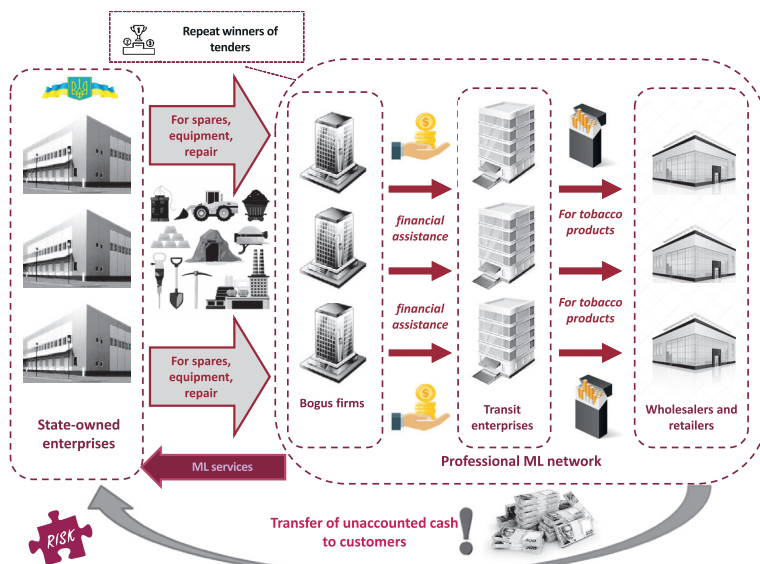 Repeat winners of
tenders
For spares,
equipment,
repair
financial
assistance
For tobacco
products
financial
assistance
For tobacco
products
For spares,
equipment,
repair
State-owned
enterprises
Bogus firms
Transit
enterprises
Wholesalers and
retailers
ML services
Professional ML network
RISK
Transfer of unaccounted cash
to customers